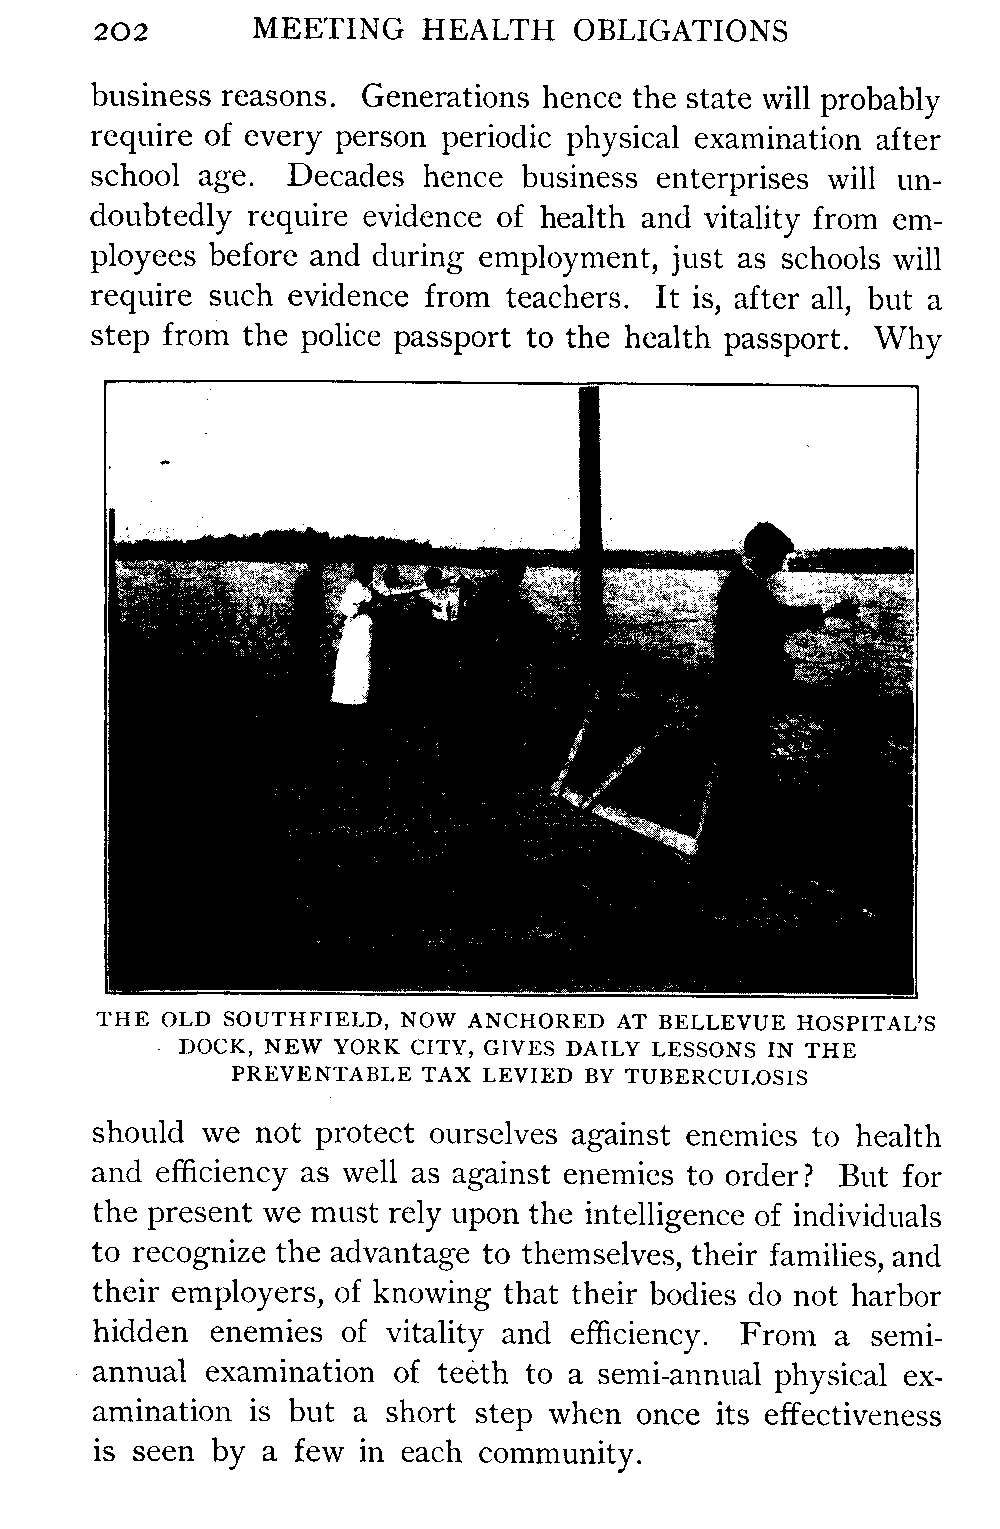 202 MEETING HEALTH OBLIGATIONS
business reasons. Generations hence the state will probably
require of every person periodic physical examination after
school age. Decades hence business enterprises will un-
doubtedly require evidence of health and vitality from em-
ployees before and during employment, just as schools will
require such evidence from teachers. It is, after all, but a
step from the police passport to the health passport. Why
THE OLD SOUTHFIELD, NOW ANCHORED AT BELLEVUE HOSPITAL'S
DOCK, NEW YORK CITY, GIVES DAILY LESSONS IN THE
PREVENTABLE TAX LEVIED BY TUBERCULOSIS
should we not protect ourselves against enemies to health
and efficiency as well as against enemies to order? But for
the present we must rely upon the intelligence of individuals
to recognize the advantage to themselves, their families, and
their employers, of knowing that their bodies do not harbor
hidden enemies of vitality and efficiency. From a semi-
annual examination of teeth to a semi-annual physical ex-
amination is but a short step when once its effectiveness
is seen by a few in each community.